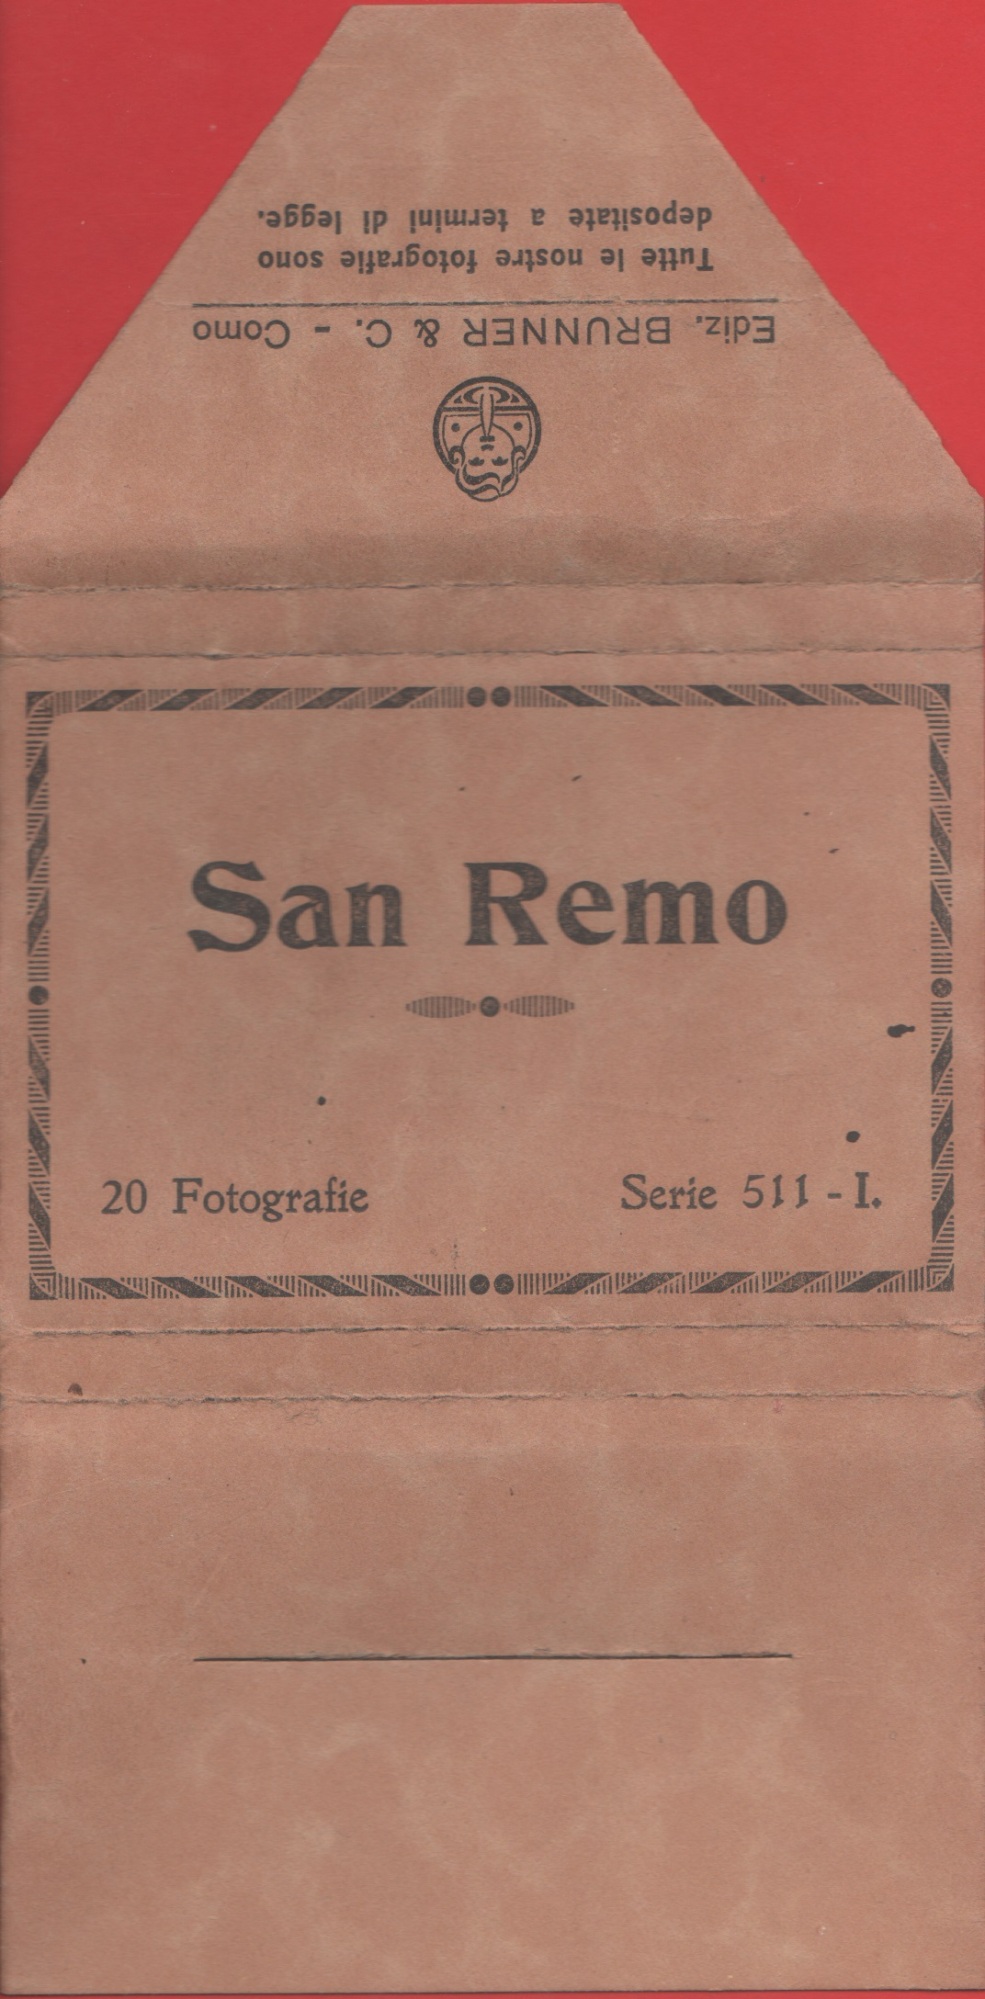 Ediz. BRUNNER & C. - Como
Tutte le nostre fotografie sono
depositate a termini di legge.
San Remo
20 Fotografie
Serie 511 - I.